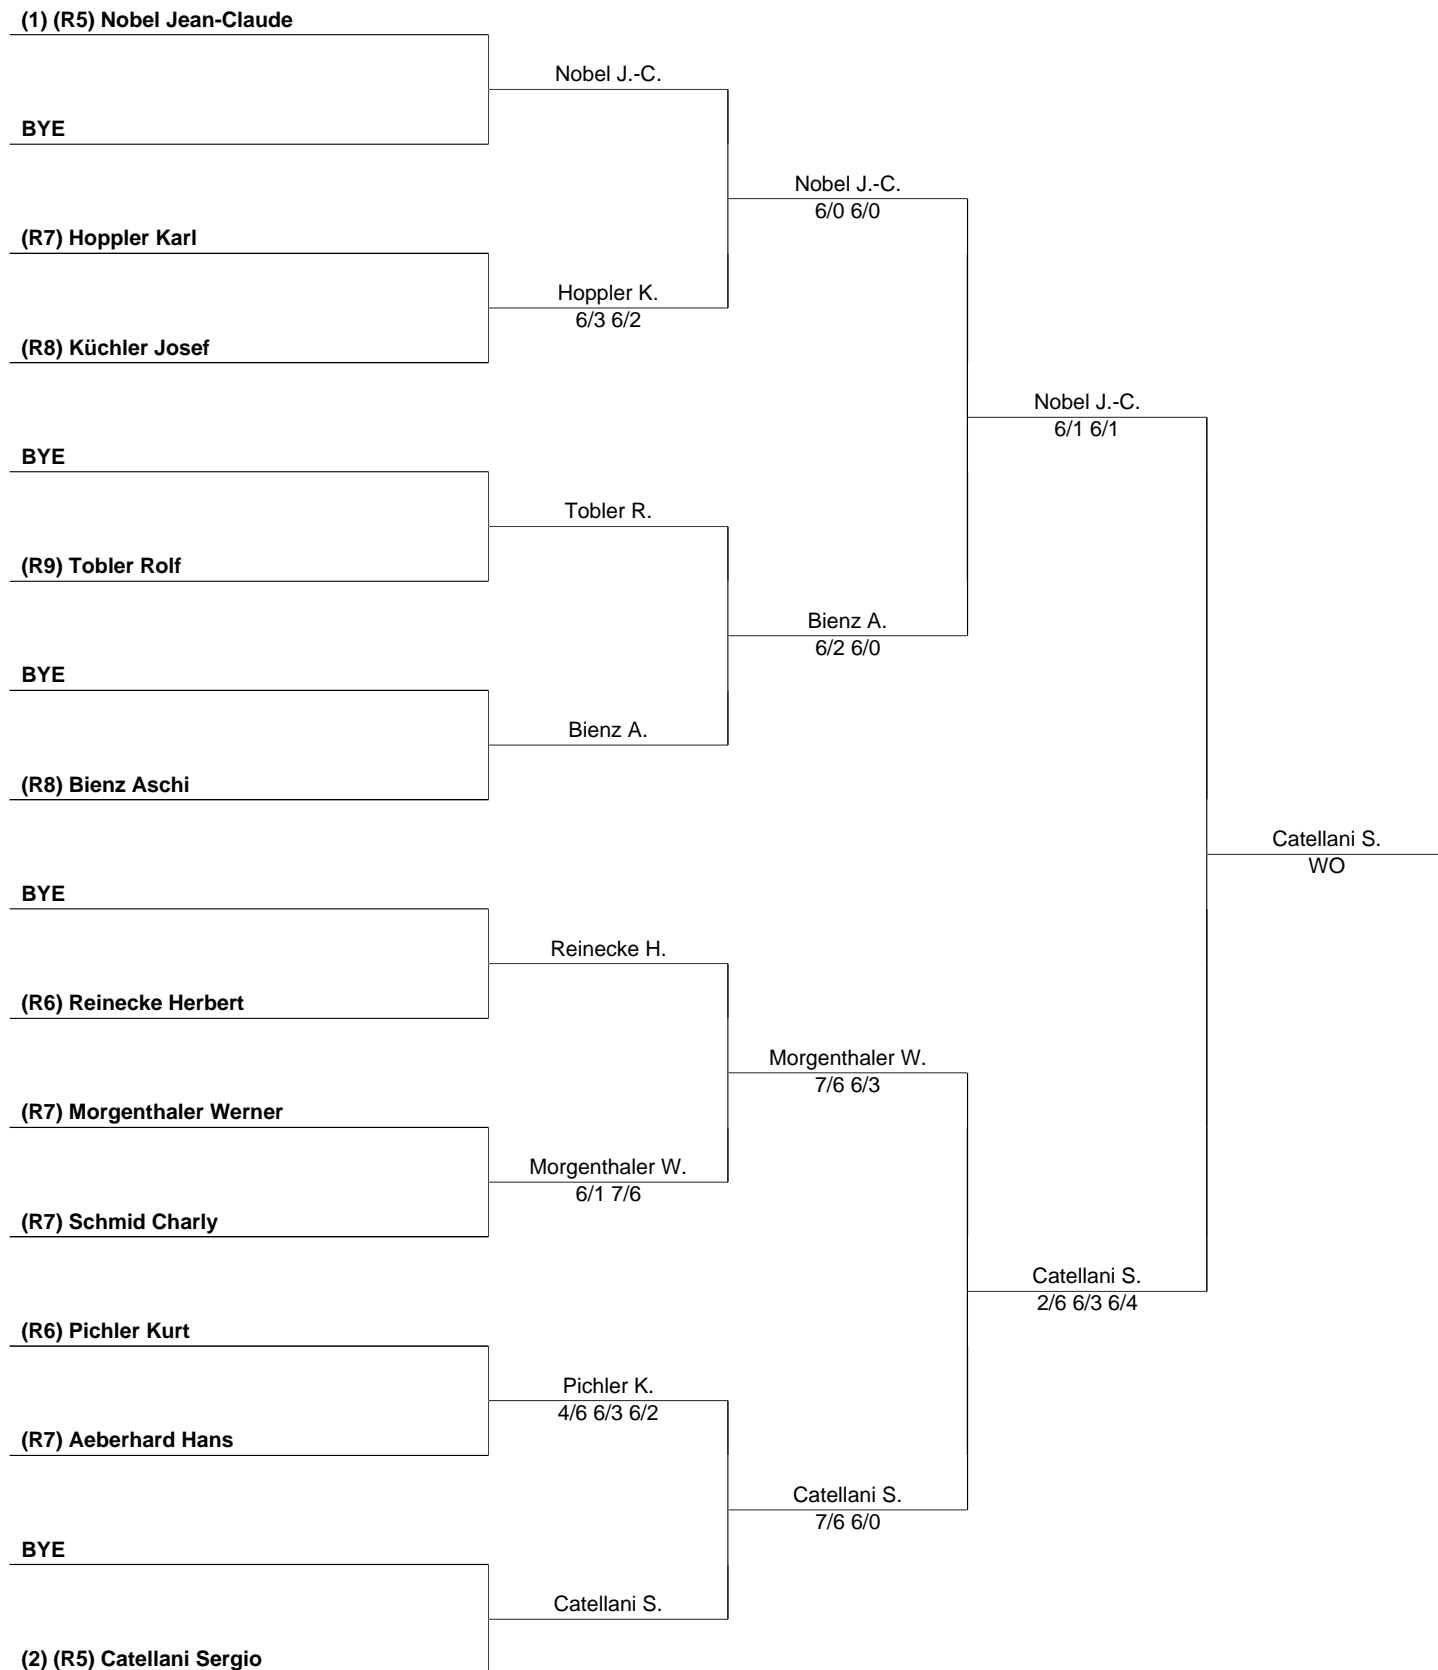 (1) (R5) Nobel Jean-Claude
Nobel J.-C.
BYE
Nobel J.-C.
6/0 6/0
(R7) Hoppler Karl
Hoppler K.
6/3 6/2
(R8) Küchler Josef
Nobel J.-C.
6/1 6/1
BYE
Tobler R.
(R9) Tobler Rolf
Bienz A.
6/2 6/0
BYE
Bienz A.
(R8) Bienz Aschi
Catellani S.
WO
BYE
Reinecke H.
(R6) Reinecke Herbert
Morgenthaler W.
7/6 6/3
(R7) Morgenthaler Werner
Morgenthaler W.
6/1 7/6
(R7) Schmid Charly
Catellani S.
2/6 6/3 6/4
(R6) Pichler Kurt
Pichler K.
4/6 6/3 6/2
(R7) Aeberhard Hans
Catellani S.
7/6 6/0
BYE
Catellani S.
(2) (R5) Catellani Sergio